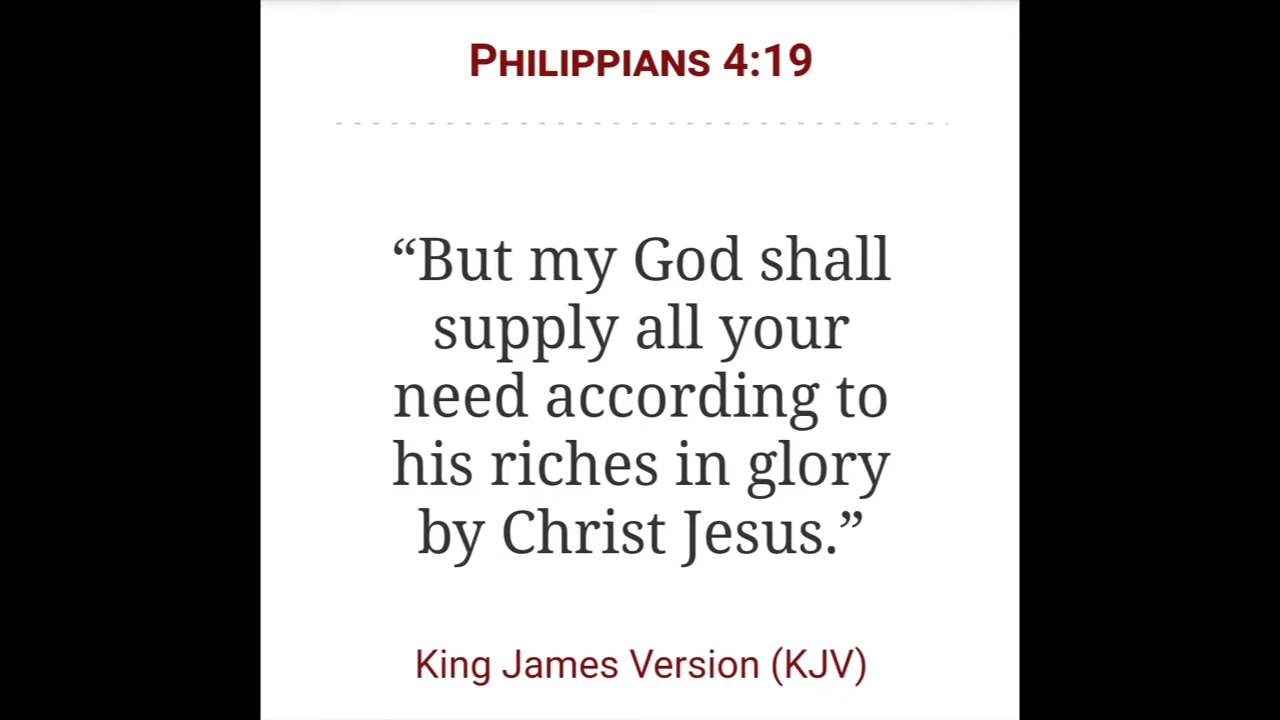 PHILIPPIANS 4:19
“But my God shall
supply all your
need according to
his riches in glory
by Christ Jesus.”
King James Version (KJV)